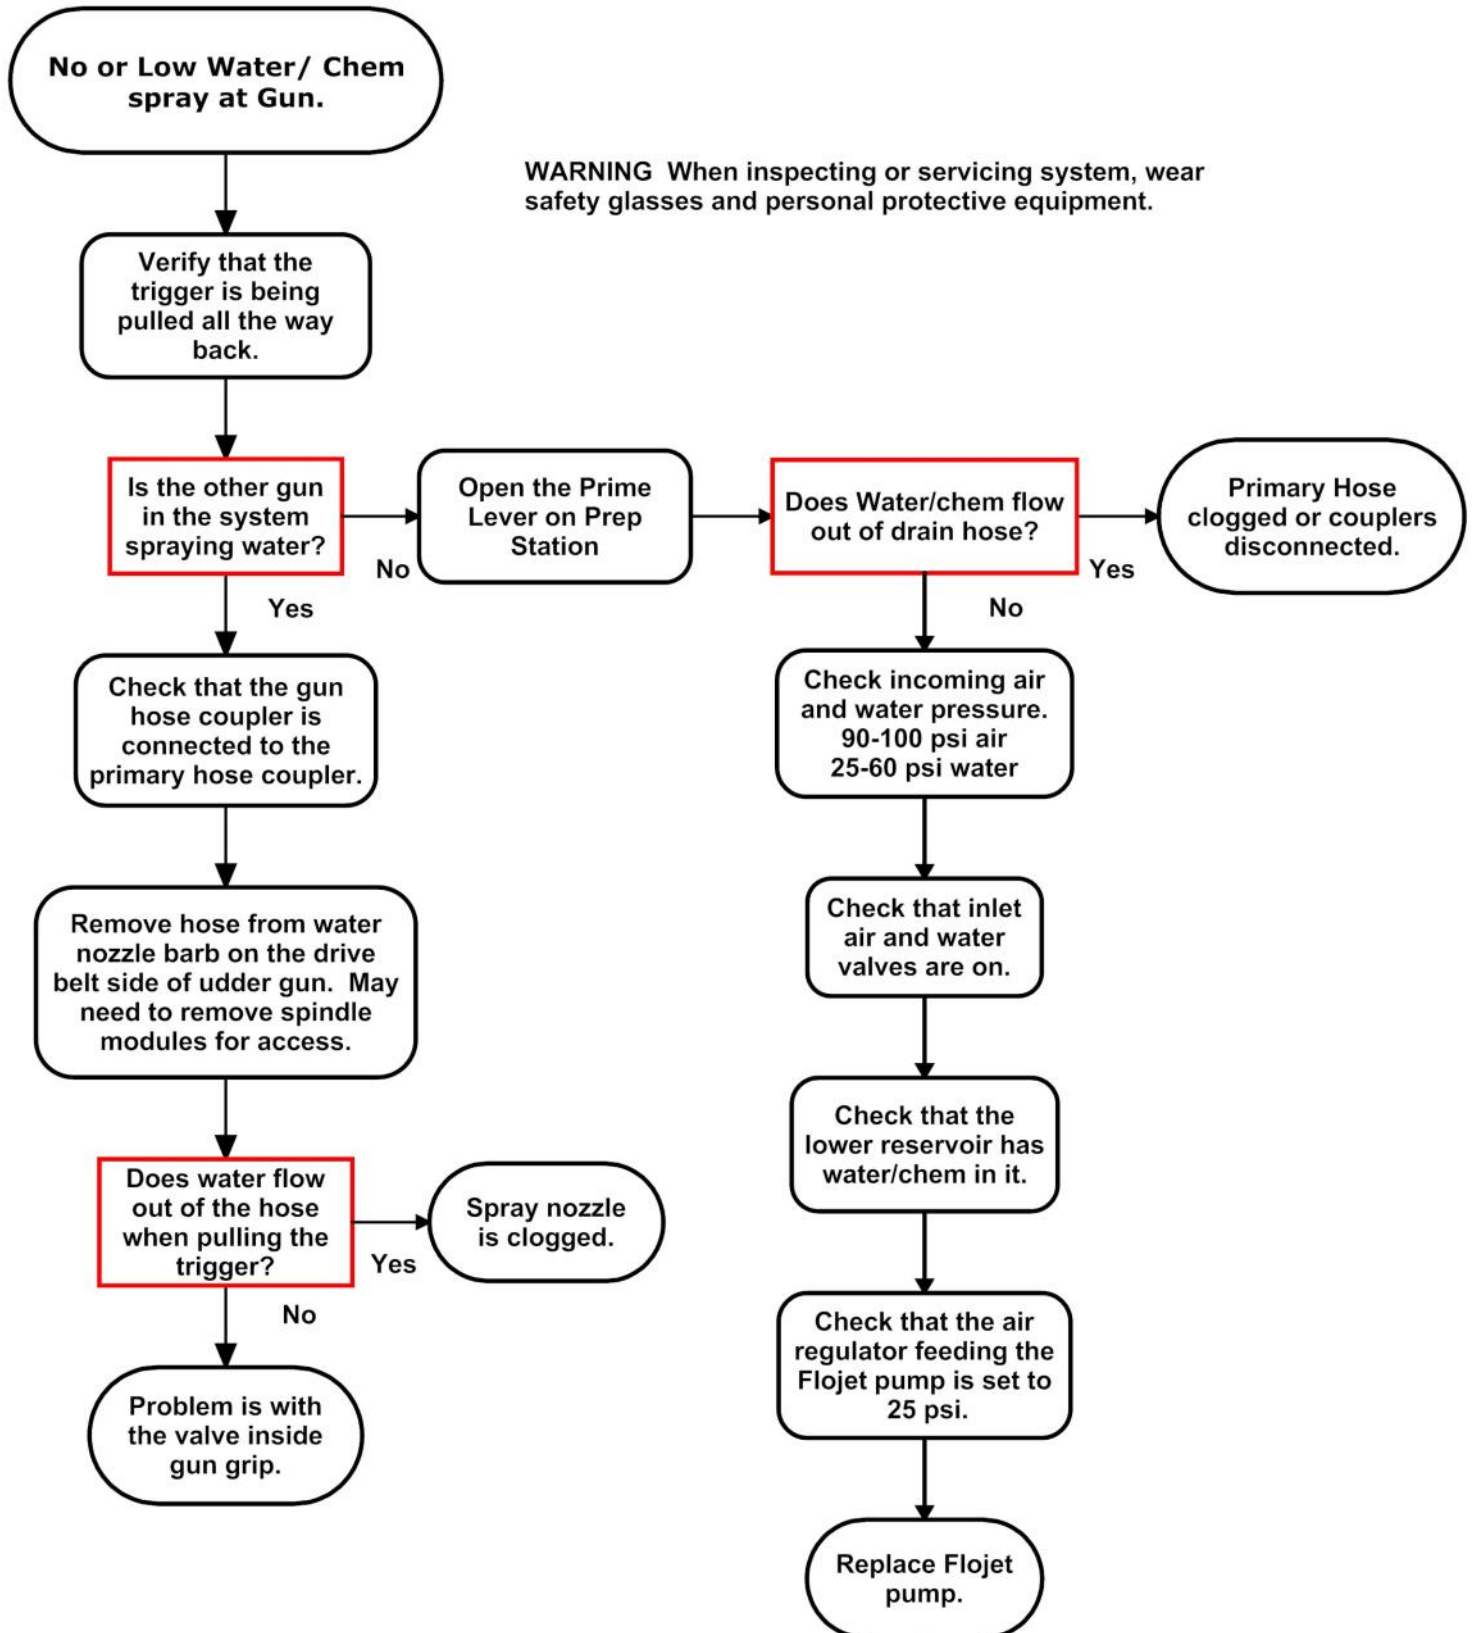 No or Low Water/ Chem
spray at Gun.
WARNING  When inspecting or servicing system, wear
safety glasses and personal protective equipment.
Verify that the
trigger is being
pulled all the way
back.
Is the other gun
in the system
spraying water?
No
Yes
Open the Prime
Lever on Prep
Station
Does Water/chem flow
out of drain hose?
Yes
No
Primary Hose
clogged or couplers
disconnected.
Check that the gun
hose coupler is
connected to the
primary hose coupler.
Remove hose from water
nozzle barb on the drive
belt side of udder gun.  May
need to remove spindle
modules for access.
Does water flow
out of the hose
when pulling the
trigger?
Yes
No
Spray nozzle
is clogged.
Problem is with
the valve inside
gun grip.
Check incoming air
and water pressure.
90-100 psi air
25-60 psi water
Check that inlet
air and water
valves are on.
Check that the
lower reservoir has
water/chem in it.
Check that the air
regulator feeding the
Flojet pump is set to
25 psi.
Replace Flojet
pump.